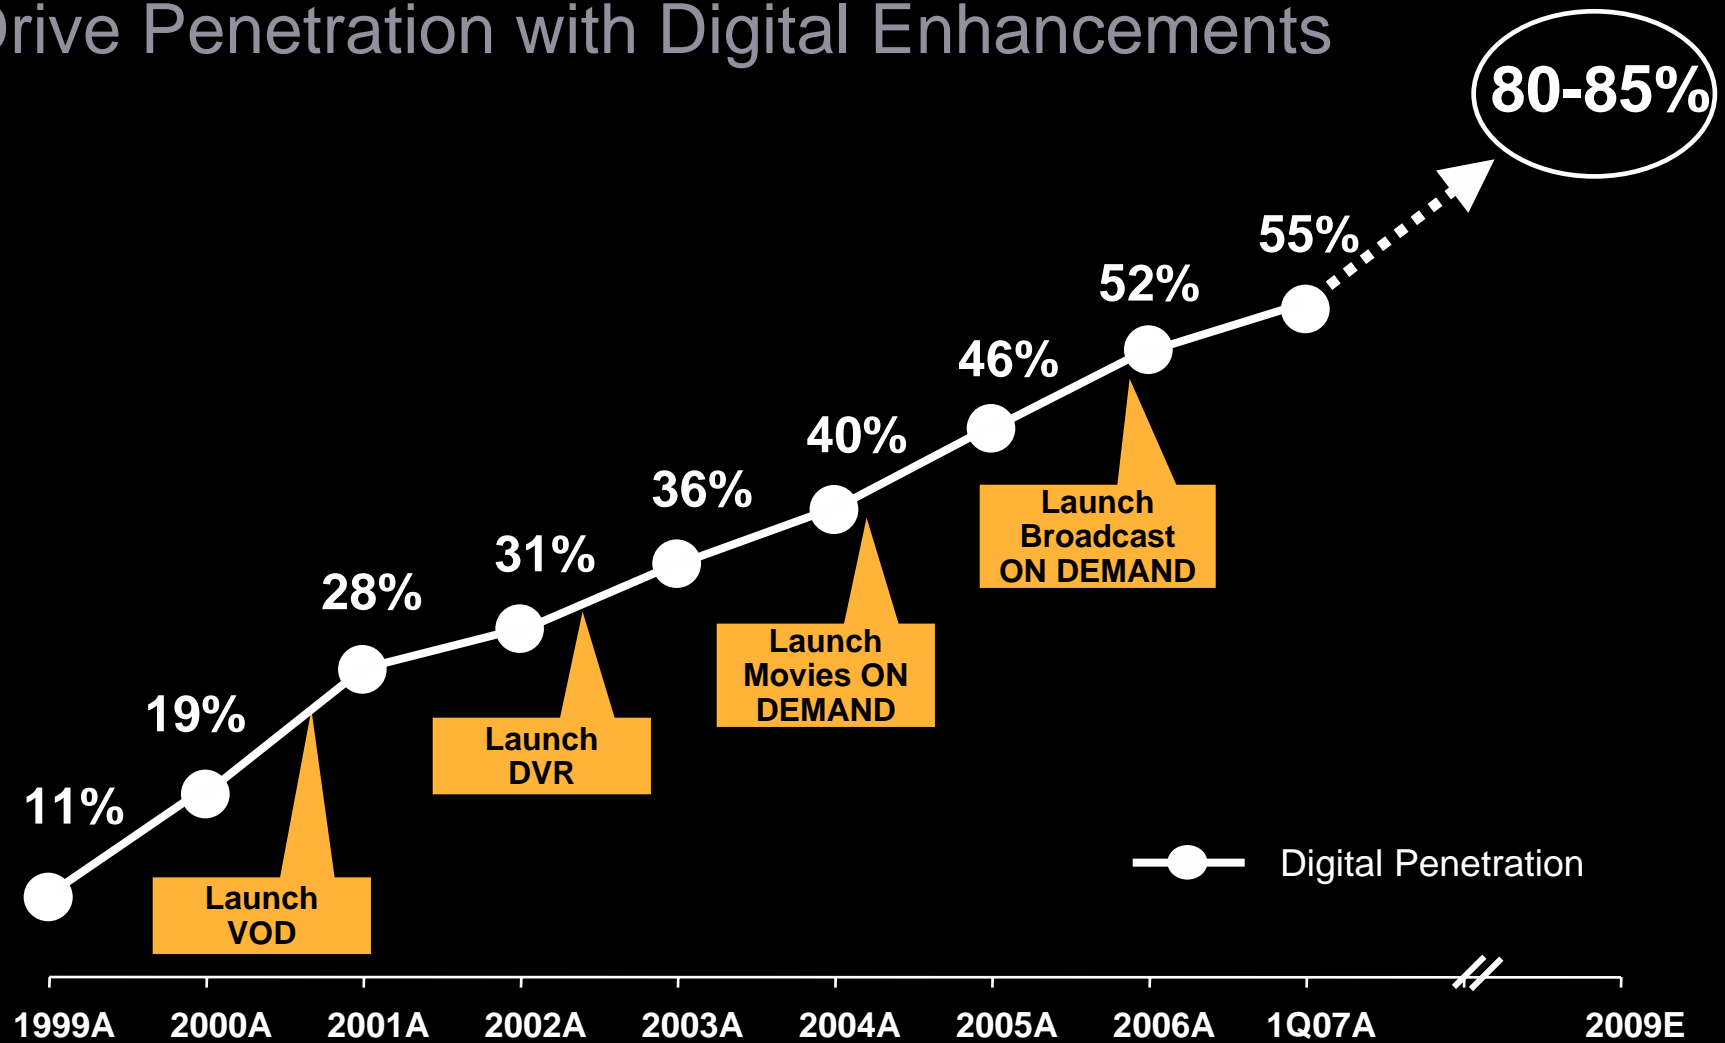 Drive Penetration with Digital Enhancements
80-85%
55%
52%
46%
40%
36%
31%
28%
19%
11%
Launch
Broadcast
ON DEMAND
Launch
Movies ON
DEMAND
Launch
DVR
Launch
VOD
Digital Penetration
1999A 2000A 2001A 2002A 2003A 2004A 2005A 2006A 1Q07A 2009E